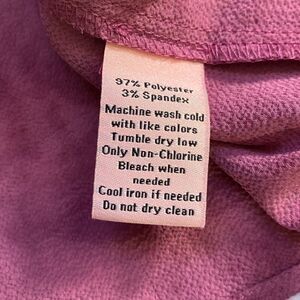 97% Polyester
3% Spandex
Machine wash cold
with like colors
Tumble dry low
Only Non-Chlorine
Bleach when
needed
Cool iron if needed
Do not dry clean